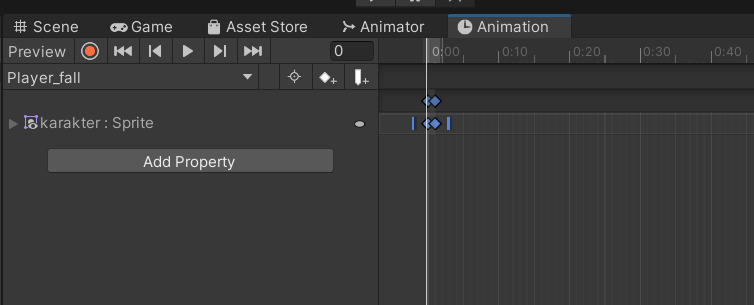 Scene Game Asset Store Animator Animation
Preview 0 0:00 0:10 0:20 0:30 0:40
Player_fall
karakter : Sprite
Add Property